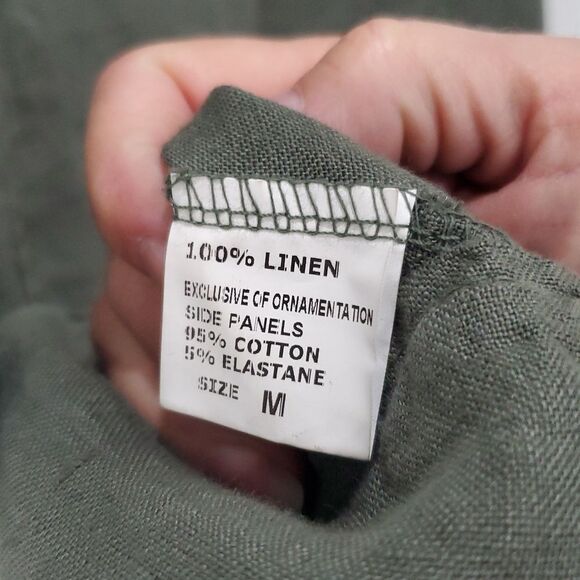 100% LINEN
EXCLUSIVE OF ORNAMENTATION
SIDE PANELS
95% COTTON
5% ELASTANE
SIZE M